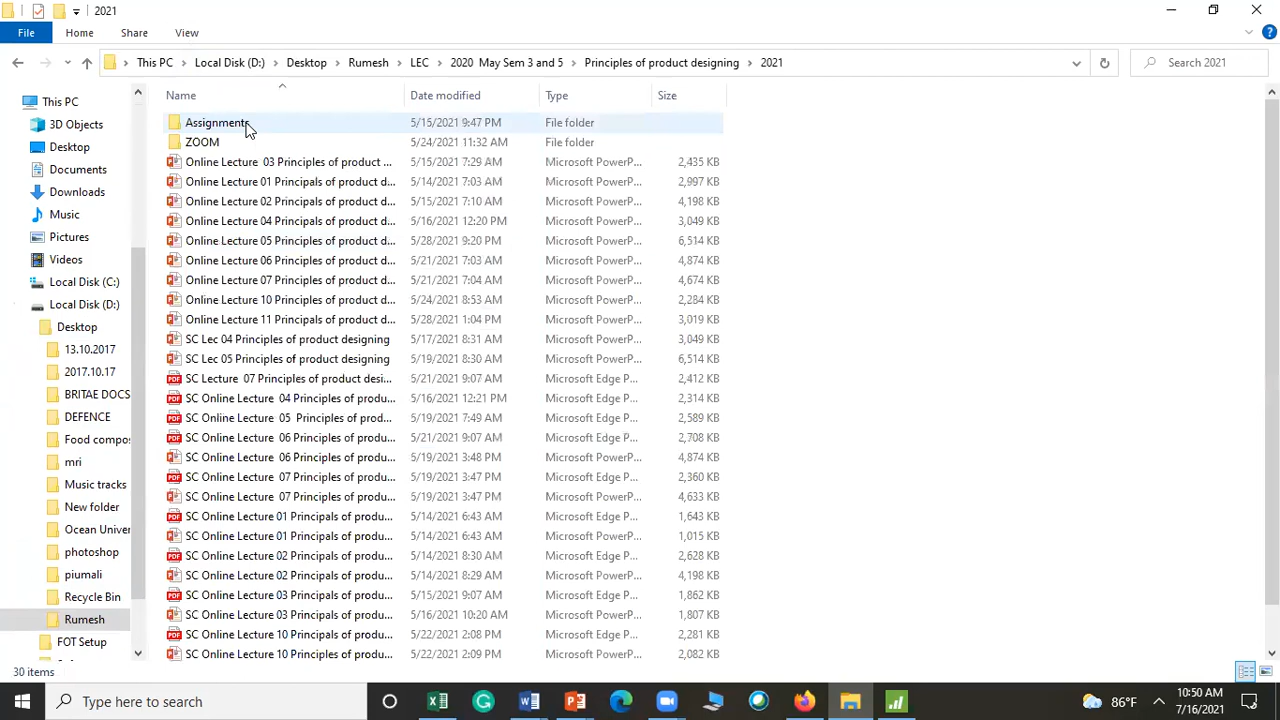 2021
File Home Share View
This PC Local Disk (D:) Desktop Rumesh LEC 2020 May Sem 3 and 5 Principles of product designing 2021 Search 2021
Name Date modified Type Size
This PC
3D Objects
Desktop
Documents
Downloads
Music
Pictures
Videos
Local Disk (C:)
Local Disk (D:)
Desktop
13.10.2017
2017.10.17
BRITAE DOCS
DEFENCE
Food compos
mri
Music tracks
New folder
Ocean Univer
photoshop
piumali
Recycle Bin
Rumesh
FOT Setup
Assignments 5/15/2021 9:47 PM File folder
ZOOM 5/24/2021 11:32 AM File folder
Online Lecture 03 Principles of product ... 5/15/2021 7:29 AM Microsoft PowerP... 2,435 KB
Online Lecture 01 Principals of product d... 5/14/2021 7:03 AM Microsoft PowerP... 2,997 KB
Online Lecture 02 Principals of product d... 5/15/2021 7:10 AM Microsoft PowerP... 4,198 KB
Online Lecture 04 Principals of product d... 5/16/2021 12:20 PM Microsoft PowerP... 3,049 KB
Online Lecture 05 Principles of product d... 5/28/2021 9:20 PM Microsoft PowerP... 6,514 KB
Online Lecture 06 Principles of product d... 5/21/2021 7:03 AM Microsoft PowerP... 4,874 KB
Online Lecture 07 Principles of product d... 5/21/2021 7:04 AM Microsoft PowerP... 4,674 KB
Online Lecture 10 Principles of product d... 5/24/2021 8:53 AM Microsoft PowerP... 2,284 KB
Online Lecture 11 Principles of product d... 5/28/2021 1:04 PM Microsoft PowerP... 3,019 KB
SC Lec 04 Principles of product designing 5/17/2021 8:31 AM Microsoft PowerP... 3,049 KB
SC Lec 05 Principles of product designing 5/19/2021 8:30 AM Microsoft PowerP... 6,514 KB
SC Lecture 07 Principles of product desi... 5/21/2021 9:07 AM Microsoft Edge P... 2,412 KB
SC Online Lecture 04 Principles of produ... 5/16/2021 12:21 PM Microsoft Edge P... 2,314 KB
SC Online Lecture 05 Principles of prod... 5/19/2021 7:49 AM Microsoft Edge P... 2,589 KB
SC Online Lecture 06 Principles of produ... 5/21/2021 9:07 AM Microsoft Edge P... 2,708 KB
SC Online Lecture 06 Principles of produ... 5/19/2021 3:48 PM Microsoft PowerP... 4,874 KB
SC Online Lecture 07 Principles of produ... 5/19/2021 3:47 PM Microsoft Edge P... 2,360 KB
SC Online Lecture 07 Principles of produ... 5/19/2021 3:47 PM Microsoft PowerP... 4,633 KB
SC Online Lecture 01 Principals of produ... 5/14/2021 6:43 AM Microsoft Edge P... 1,643 KB
SC Online Lecture 01 Principals of produ... 5/14/2021 6:43 AM Microsoft PowerP... 1,015 KB
SC Online Lecture 02 Principals of produ... 5/14/2021 8:30 AM Microsoft Edge P... 2,628 KB
SC Online Lecture 02 Principals of produ... 5/14/2021 8:29 AM Microsoft PowerP... 4,198 KB
SC Online Lecture 03 Principals of produ... 5/15/2021 9:07 AM Microsoft Edge P... 1,862 KB
SC Online Lecture 03 Principals of produ... 5/16/2021 10:20 AM Microsoft PowerP... 1,807 KB
SC Online Lecture 10 Principles of produ... 5/22/2021 2:08 PM Microsoft Edge P... 2,281 KB
SC Online Lecture 10 Principles of produ... 5/22/2021 2:09 PM Microsoft PowerP... 2,082 KB
30 items
Type here to search
86°F
10:50 AM
7/16/2021